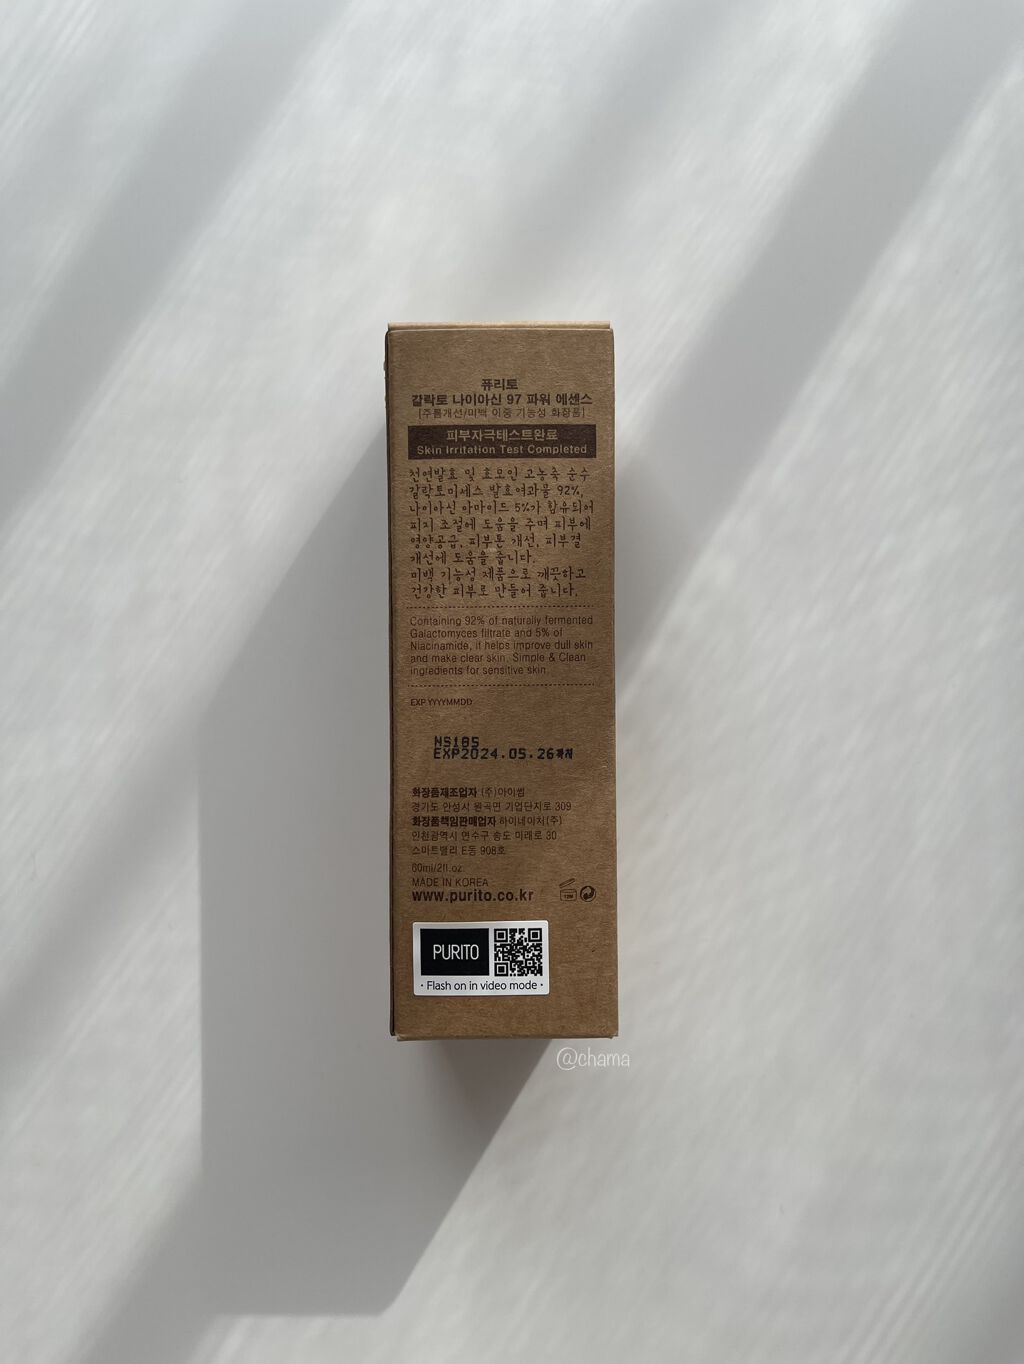 퓨리토
갈락토 나이아신 97 파워 에센스
[주름개선/미백 이중 기능성 화장품]
피부자극테스트완료
Skin Irritation Test Completed
천연발효 및 효모인 고농축 순수
갈락토미세스 발효여과물 92%,
나이아신 아마이드 5%가 함유되어
피지 조절에 도움을 주며 피부에
영양공급, 피부톤 개선, 피부결
개선에 도움을 줍니다.
미백 기능성 제품으로 깨끗하고
건강한 피부로 만들어 줍니다.
Containing 92% of naturally fermented
Galactomyces filtrate and 5% of
Niacinamide, it helps improve dull skin
and make clear skin. Simple & Clean
ingredients for sensitive skin.
EXP YYYYMMDD
NS185
EXP2024.05.26까지
화장품제조업자 (주)아이썸
경기도 안성시 원곡면 기업단지로 309
화장품책임판매업자 하이네이처(주)
인천광역시 연수구 송도 미래로 30
스마트밸리 E동 908호
60ml/2fl.oz.
MADE IN KOREA
www.purito.co.kr
12M
PURITO
· Flash on in video mode ·
@chama